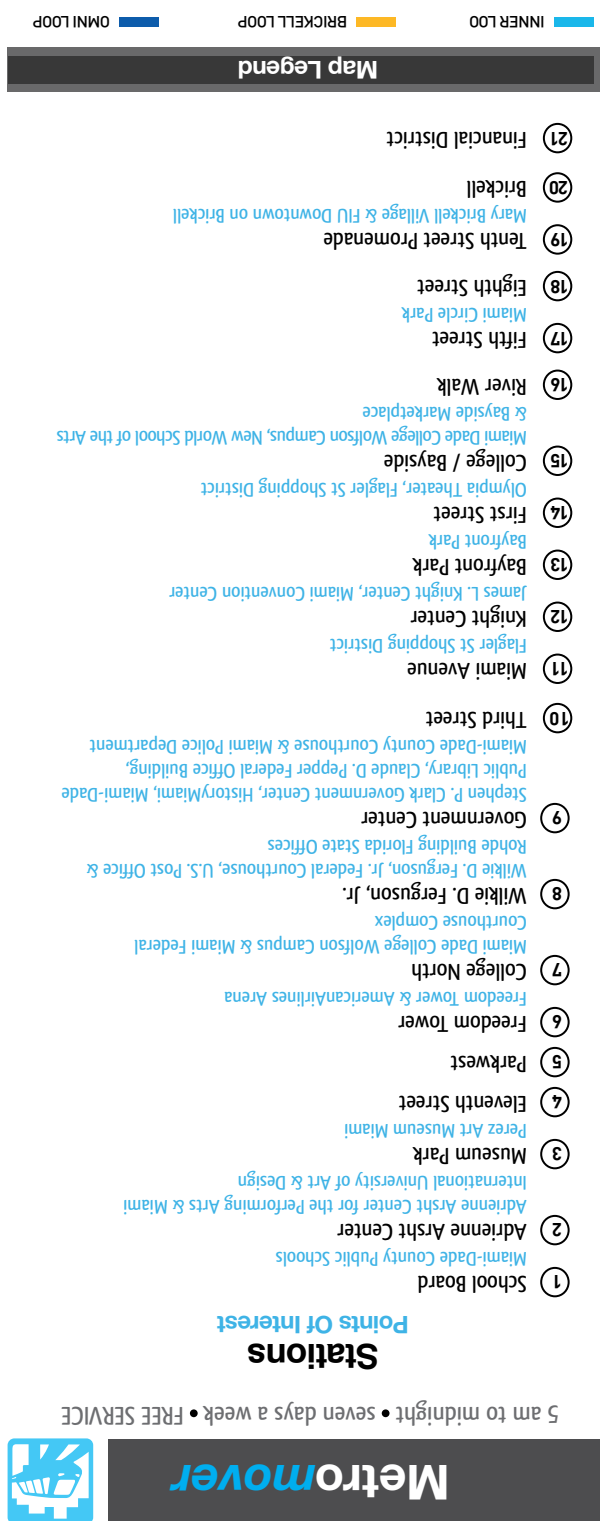 Metromover
5 am to midnight • seven days a week • FREE SERVICE
Stations
Points Of Interest
1 School Board
Miami-Dade County Public Schools
2 Adrienne Arsht Center
Adrienne Arsht Center for the Performing Arts & Miami
International University of Art & Design
3 Museum Park
Perez Art Museum Miami
4 Eleventh Street
5 Parkwest
6 Freedom Tower
Freedom Tower & AmericanAirlines Arena
7 College North
Miami Dade College Wolfson Campus & Miami Federal
Courthouse Complex
8 Wilkie D. Ferguson, Jr.
Wilkie D. Ferguson, Jr. Federal Courthouse, U.S. Post Office &
Rohde Building Florida State Offices
9 Government Center
Stephen P. Clark Government Center, HistoryMiami, Miami-Dade
Public Library, Claude D. Pepper Federal Office Building,
Miami-Dade County Courthouse & Miami Police Department
10 Third Street
11 Miami Avenue
Flagler St Shopping District
12 Knight Center
James L. Knight Center, Miami Convention Center
13 Bayfront Park
Bayfront Park
14 First Street
Olympia Theater, Flagler St Shopping District
15 College / Bayside
Miami Dade College Wolfson Campus, New World School of the Arts
& Bayside Marketplace
16 River Walk
17 Fifth Street
Miami Circle Park
18 Eighth Street
19 Tenth Street Promenade
Mary Brickell Village & FIU Downtown on Brickell
20 Brickell
21 Financial District
Map Legend
INNER LOO BRICKELL LOOP OMNI LOOP